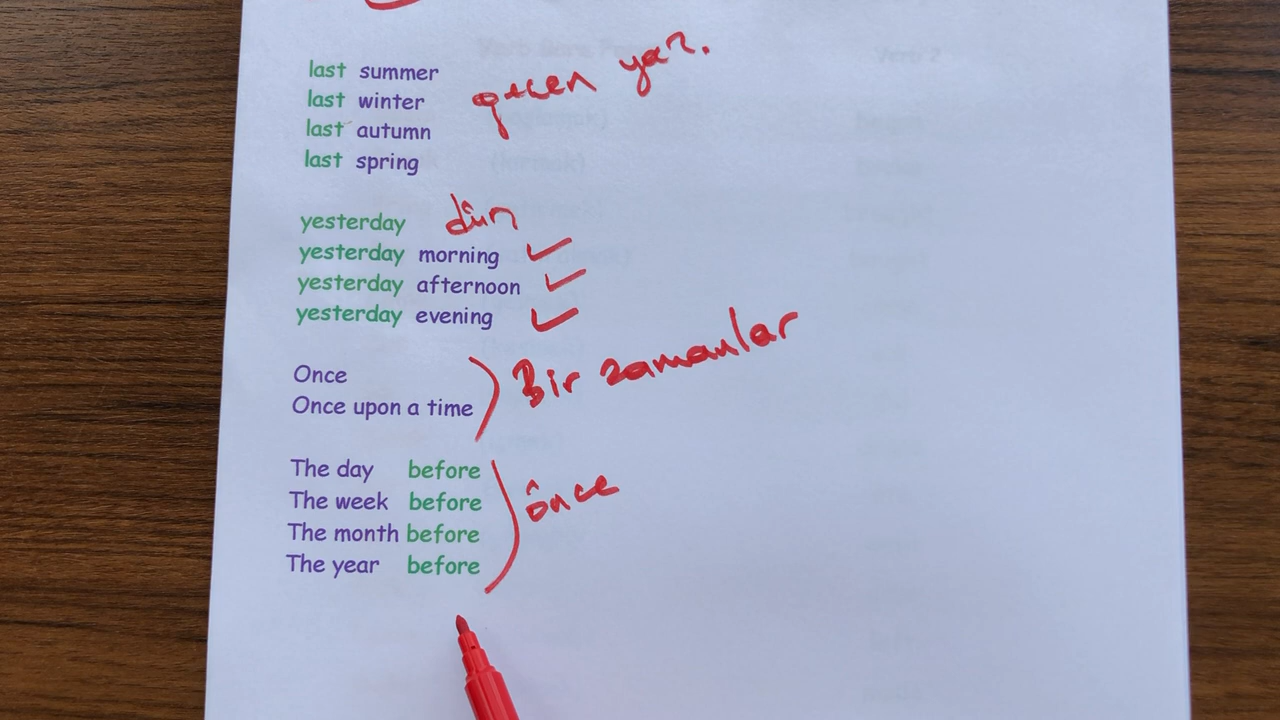 last summer
geçen yaz.
last winter
last autumn
last spring
yesterday dün
yesterday morning
yesterday afternoon
yesterday evening
Once
Once upon a time
Bir zamanlar
The day before
The week before
önce
The month before
The year before